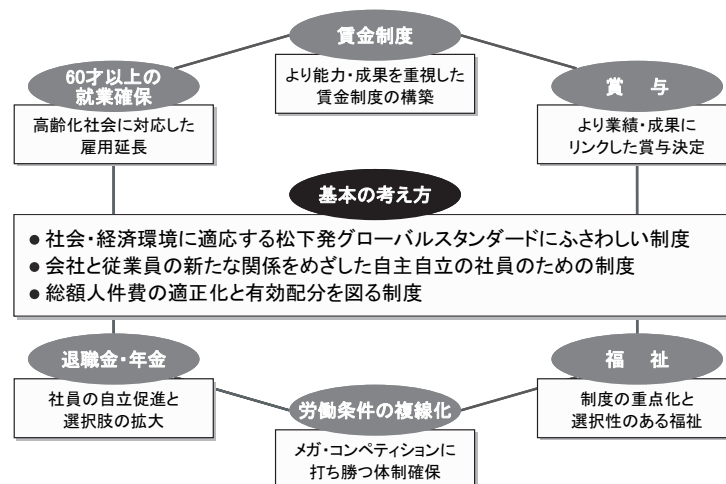 賃金制度
より能力・成果を重視した
賃金制度の構築
60才以上の
就業確保
高齢化社会に対応した
雇用延長
賞 与
より業績・成果に
リンクした賞与決定
基本の考え方
● 社会・経済環境に適応する松下発グローバルスタンダードにふさわしい制度
● 会社と従業員の新たな関係をめざした自主自立の社員のための制度
● 総額人件費の適正化と有効配分を図る制度
退職金・年金
社員の自立促進と
選択肢の拡大
労働条件の複線化
メガ・コンペティションに
打ち勝つ体制確保
福 祉
制度の重点化と
選択性のある福祉